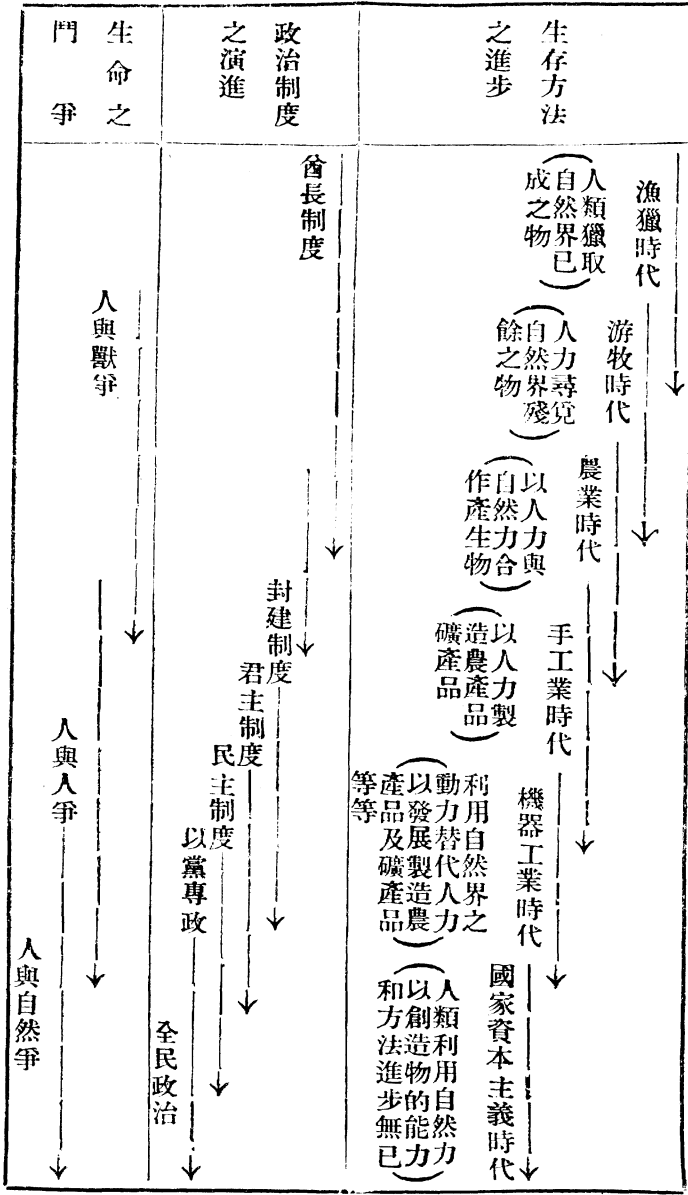 生存方法
之進步
漁獵時代
（人類獵取
自然界已
成之物）
游牧時代
（人力尋覓
自然界殘
餘之物）
農業時代
（以人力與
自然力合
作產生物）
手工業時代
（以人力製
造農產品
礦產品）
機器工業時代
（利用自然界之
動力替代人力
以發展製造農
產品及礦產品
等等）
國家資本主義時代
（人類利用自然力
以創造物的能力
和方法進步無已）
政治制度
之演進
酋長制度
封建制度
君主制度
民主制度
以黨專政
全民政治
生命之
鬥爭
人與獸爭
人與人爭
人與自然爭